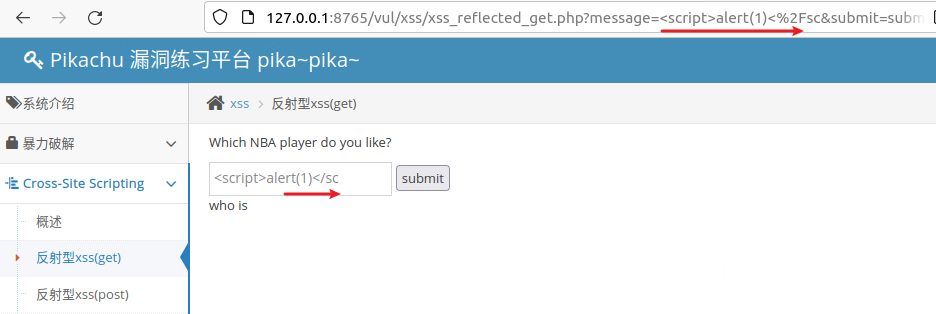 127.0.0.1:8765/vul/xss/xss_reflected_get.php?message=<script>alert(1)<%2Fsc&submit=subm
Pikachu 漏洞练习平台 pika~pika~
系统介绍
xss > 反射型xss(get)
暴力破解
Which NBA player do you like?
Cross-Site Scripting
<script>alert(1)</sc submit
who is
概述
反射型xss(get)
反射型xss(post)